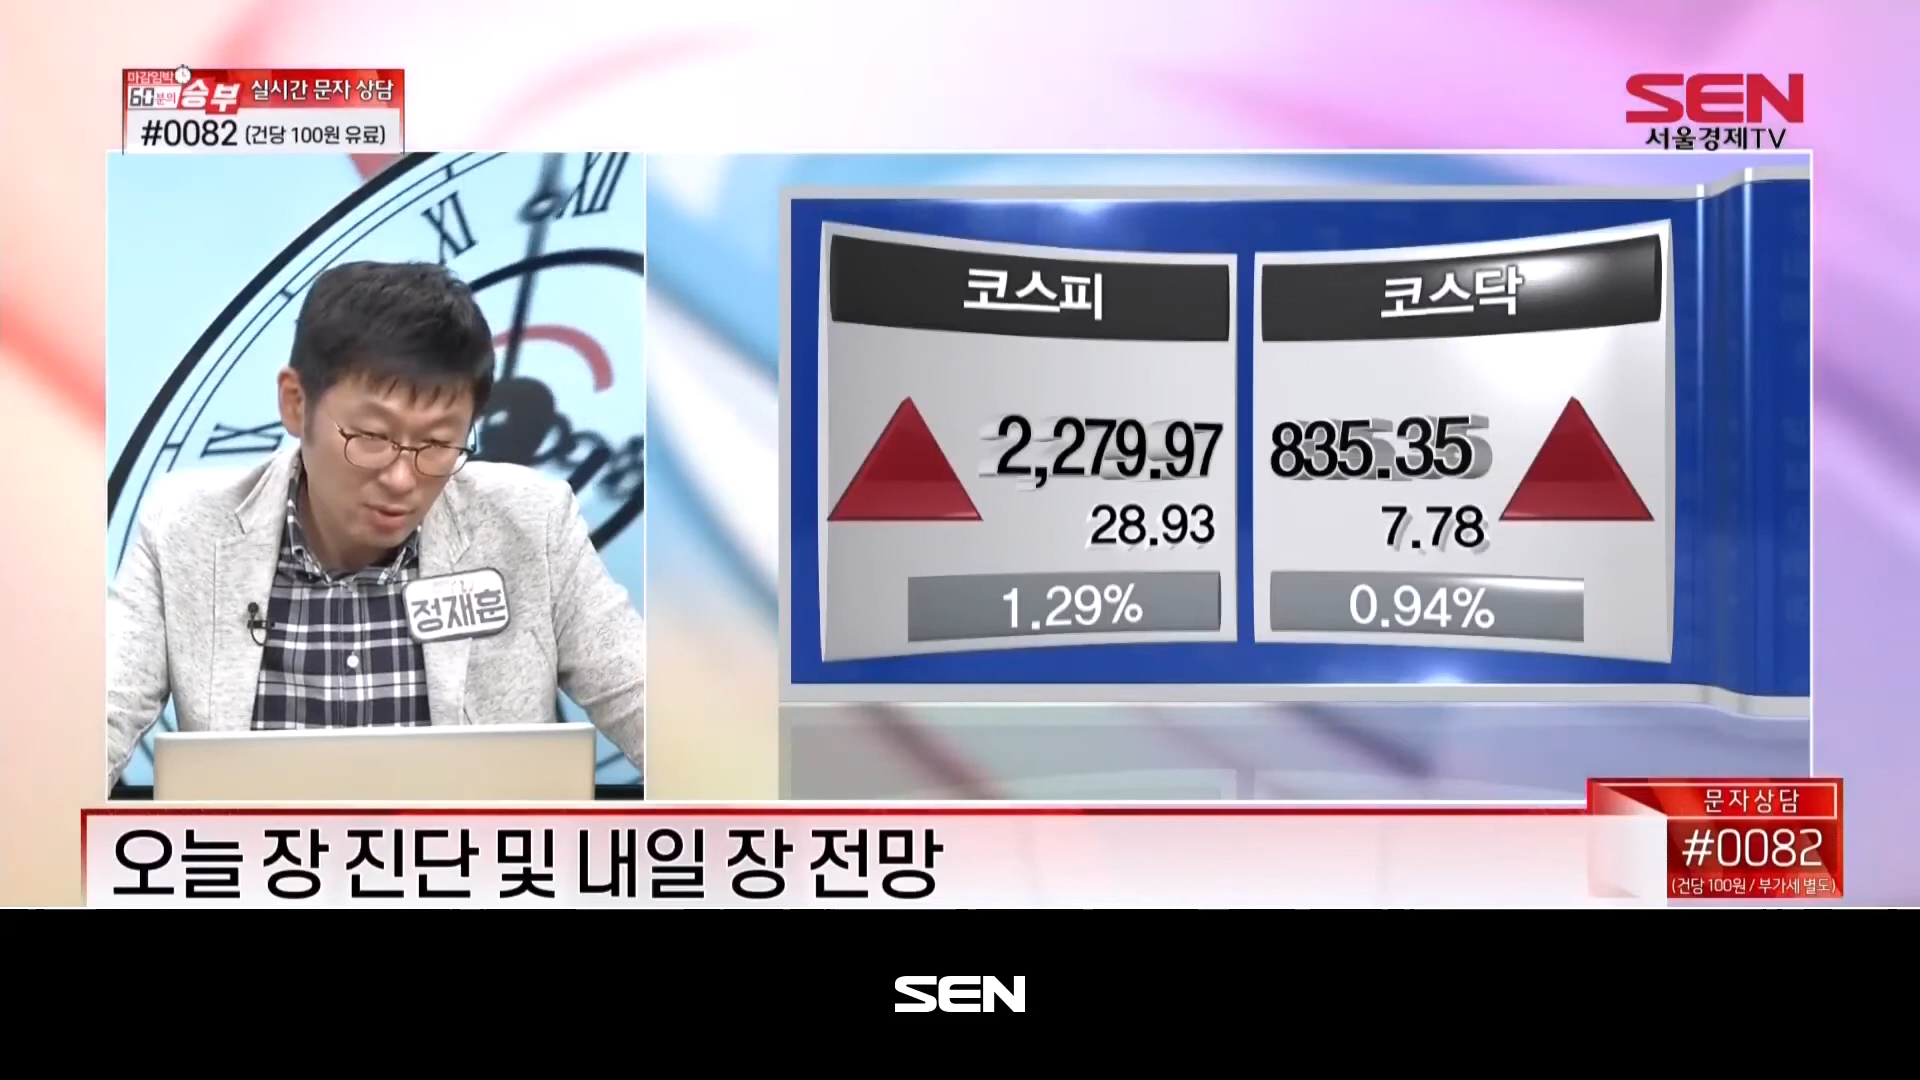 마감임박
60분의 승부 실시간 문자 상담
#0082 (건당 100원 유료)
SEN
서울경제TV
XI
XII
IX
코스피
코스닥
2,279.97
835.35
28.93
7.78
1.29%
0.94%
정재훈
문자상담
#0082
(건당 100원 / 부가세 별도)
오늘 장 진단 및 내일 장 전망
SEN